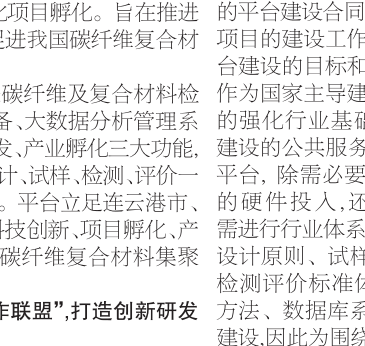 化项目孵化。旨在推进
促进我国碳纤维复合材
碳纤维及复合材料检
备、大数据分析管理系
发、产业孵化三大功能,
计、试样、检测、评价一
。平台立足连云港市、
科技创新、项目孵化、产
碳纤维复合材料集聚
作联盟”,打造创新研发
的平台建设合同
项目的建设工作
台建设的目标和
作为国家主导建
的强化行业基础
建设的公共服务
平台, 除需必要
的硬件投入,还
需进行行业体系
设计原则、试样
检测评价标准体
方法、数据库系
建设,因此为围绕